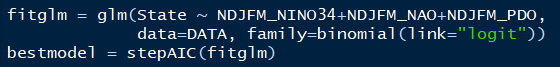 fitglm = glm(State ~ NDJFM_NINO34+NDJFM_NAO+NDJFM_PDO,
data=DATA, family=binomial(link="logit"))
bestmodel = stepAIC(fitglm)